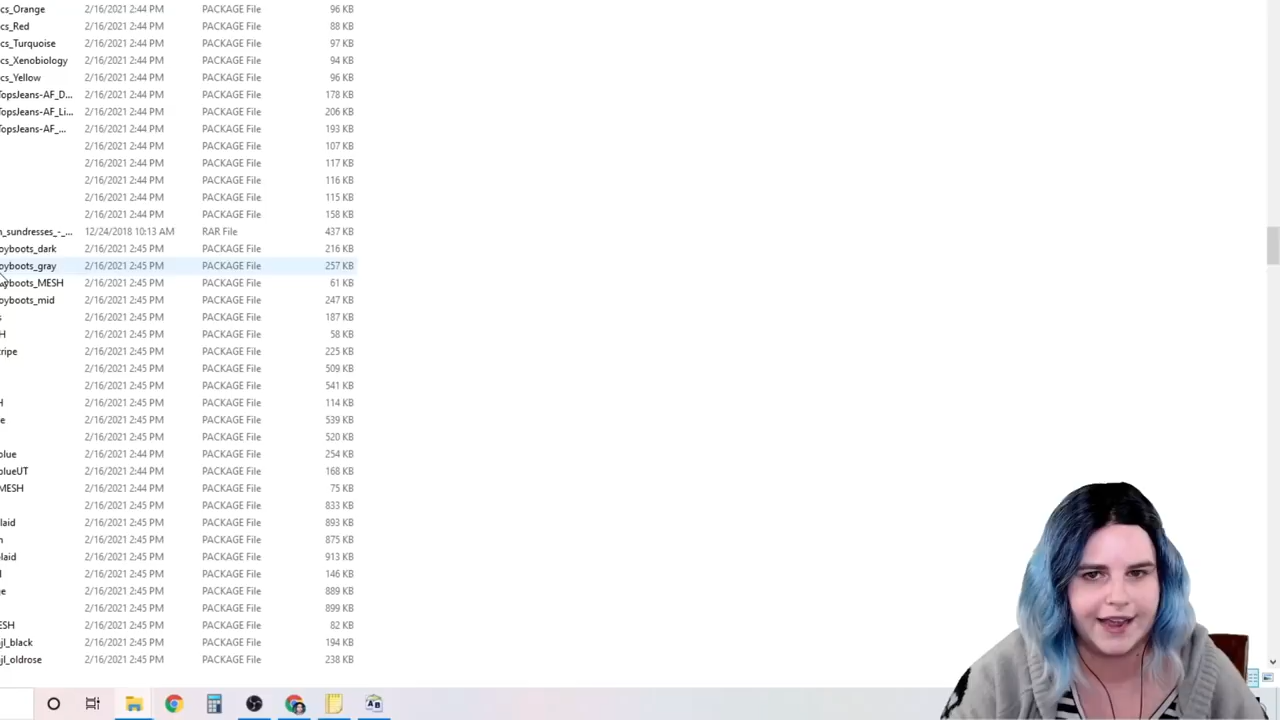 cs_Orange 2/16/2021 2:44 PM PACKAGE File 96 KB
cs_Red 2/16/2021 2:44 PM PACKAGE File 88 KB
cs_Turquoise 2/16/2021 2:44 PM PACKAGE File 97 KB
cs_Xenobiology 2/16/2021 2:44 PM PACKAGE File 94 KB
cs_Yellow 2/16/2021 2:44 PM PACKAGE File 96 KB
TopsJeans-AF_D... 2/16/2021 2:44 PM PACKAGE File 178 KB
TopsJeans-AF_Li... 2/16/2021 2:44 PM PACKAGE File 206 KB
TopsJeans-AF_... 2/16/2021 2:44 PM PACKAGE File 193 KB
2/16/2021 2:44 PM PACKAGE File 107 KB
2/16/2021 2:44 PM PACKAGE File 117 KB
2/16/2021 2:44 PM PACKAGE File 116 KB
2/16/2021 2:44 PM PACKAGE File 115 KB
2/16/2021 2:44 PM PACKAGE File 158 KB
n_sundresses_-_... 12/24/2018 10:13 AM RAR File 437 KB
oyboots_dark 2/16/2021 2:45 PM PACKAGE File 216 KB
oyboots_gray 2/16/2021 2:45 PM PACKAGE File 257 KB
yboots_MESH 2/16/2021 2:45 PM PACKAGE File 61 KB
oyboots_mid 2/16/2021 2:45 PM PACKAGE File 247 KB
s 2/16/2021 2:45 PM PACKAGE File 187 KB
H 2/16/2021 2:45 PM PACKAGE File 58 KB
ripe 2/16/2021 2:45 PM PACKAGE File 225 KB
2/16/2021 2:45 PM PACKAGE File 509 KB
2/16/2021 2:45 PM PACKAGE File 541 KB
H 2/16/2021 2:45 PM PACKAGE File 114 KB
e 2/16/2021 2:45 PM PACKAGE File 539 KB
2/16/2021 2:45 PM PACKAGE File 520 KB
blue 2/16/2021 2:44 PM PACKAGE File 254 KB
blueUT 2/16/2021 2:44 PM PACKAGE File 168 KB
MESH 2/16/2021 2:44 PM PACKAGE File 75 KB
2/16/2021 2:45 PM PACKAGE File 833 KB
laid 2/16/2021 2:45 PM PACKAGE File 893 KB
n 2/16/2021 2:45 PM PACKAGE File 875 KB
laid 2/16/2021 2:45 PM PACKAGE File 913 KB
l 2/16/2021 2:45 PM PACKAGE File 146 KB
ge 2/16/2021 2:45 PM PACKAGE File 889 KB
2/16/2021 2:45 PM PACKAGE File 899 KB
ESH 2/16/2021 2:45 PM PACKAGE File 82 KB
jl_black 2/16/2021 2:45 PM PACKAGE File 194 KB
jl_oldrose 2/16/2021 2:45 PM PACKAGE File 238 KB